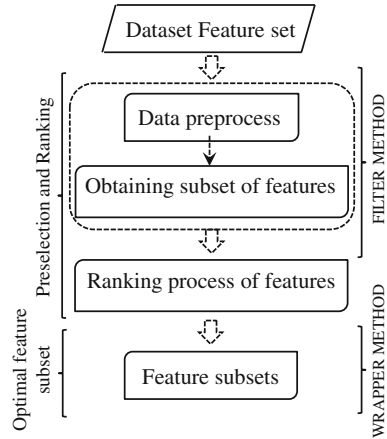 Dataset Feature set
Data preprocess
Obtaining subset of features
Ranking process of features
Feature subsets
Preselection and Ranking
Optimal feature
subset
FILTER METHOD
WRAPPER METHOD